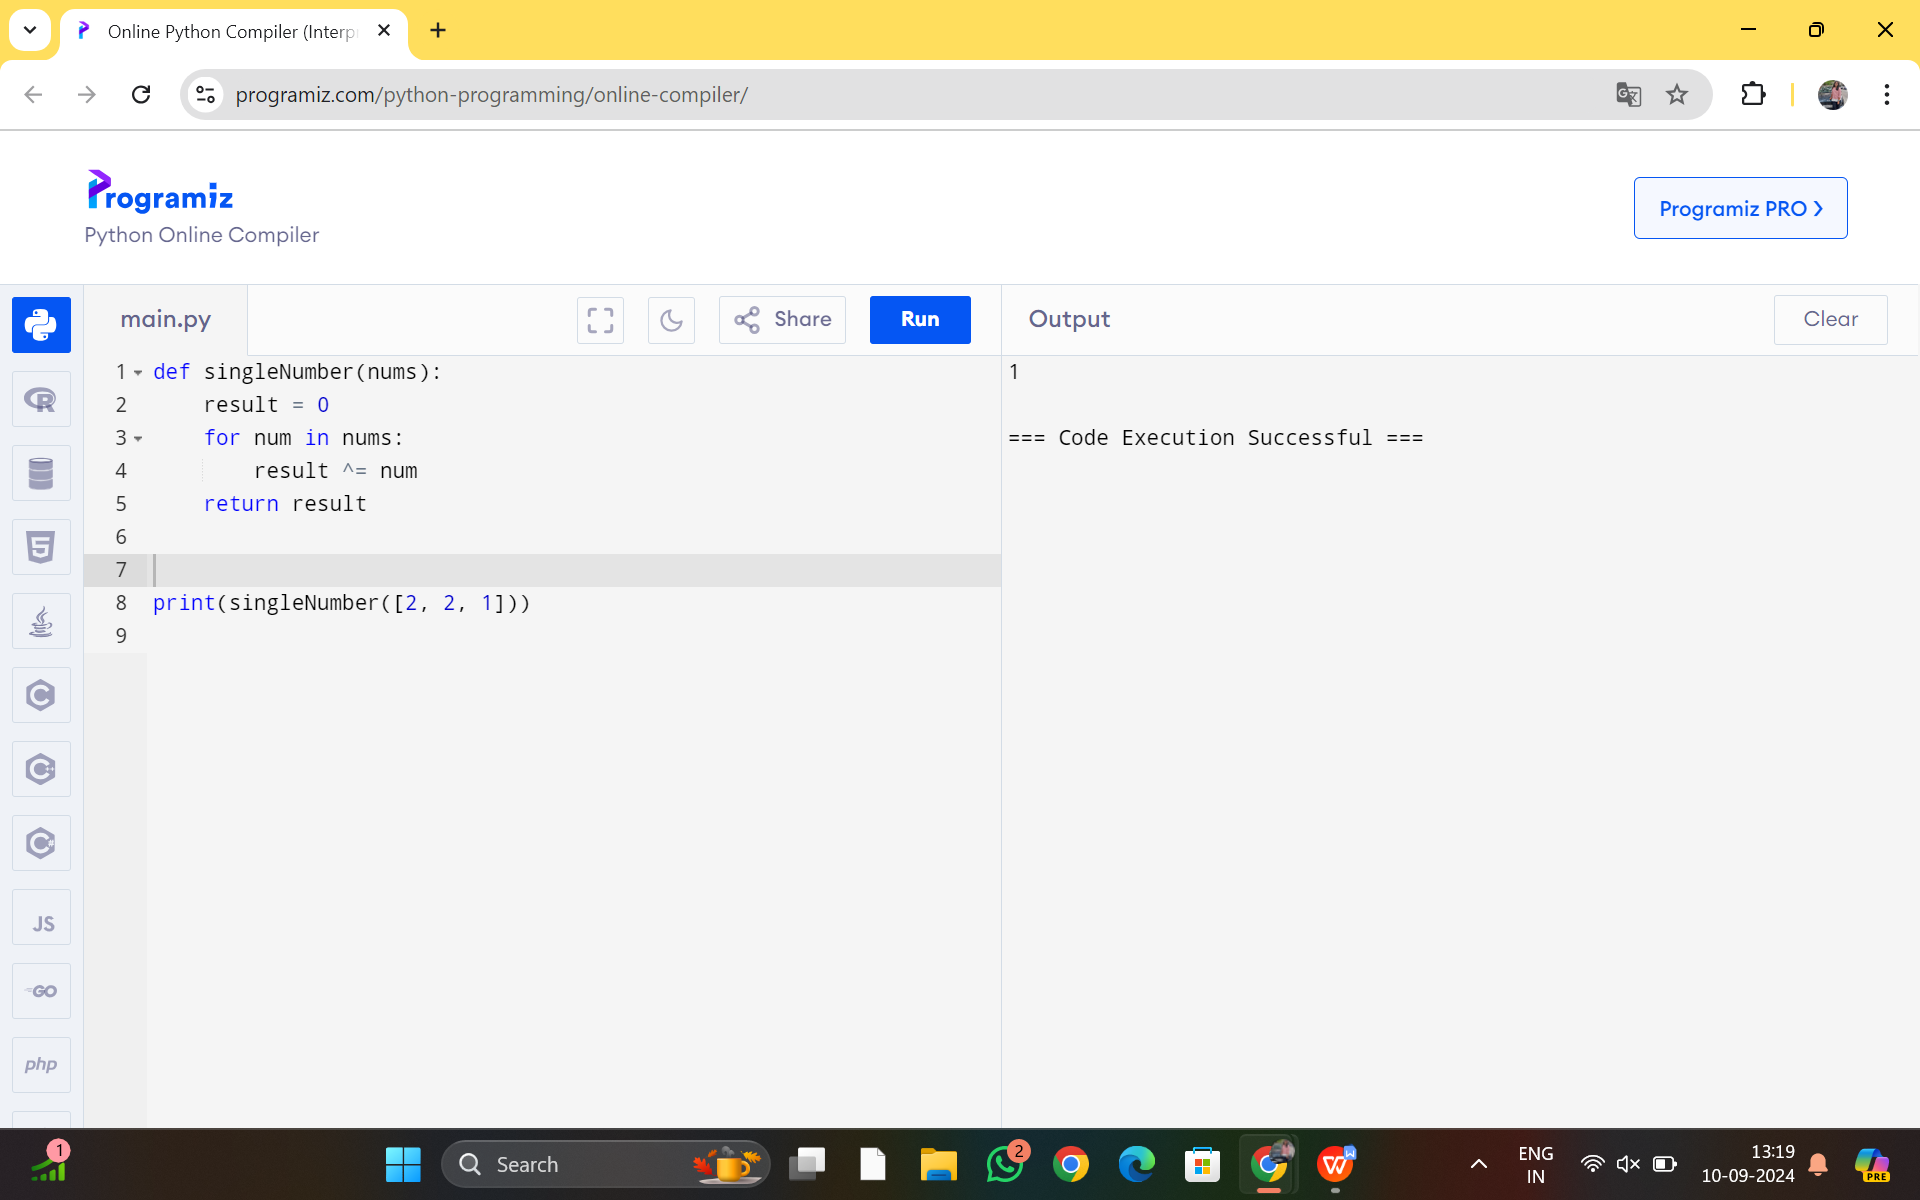 Online Python Compiler (Interp
programiz.com/python-programming/online-compiler/
Programiz
Python Online Compiler
Programiz PRO ›
main.py
Share
Run
Output
Clear
1 def singleNumber(nums):
2     result = 0
3     for num in nums:
4         result ^= num
5     return result
6
7
8 print(singleNumber([2, 2, 1]))
9
1
=== Code Execution Successful ===
R
5
C
C++
C#
JS
GO
php
1
Search
2
W
W
ENG
IN
13:19
10-09-2024
PRE